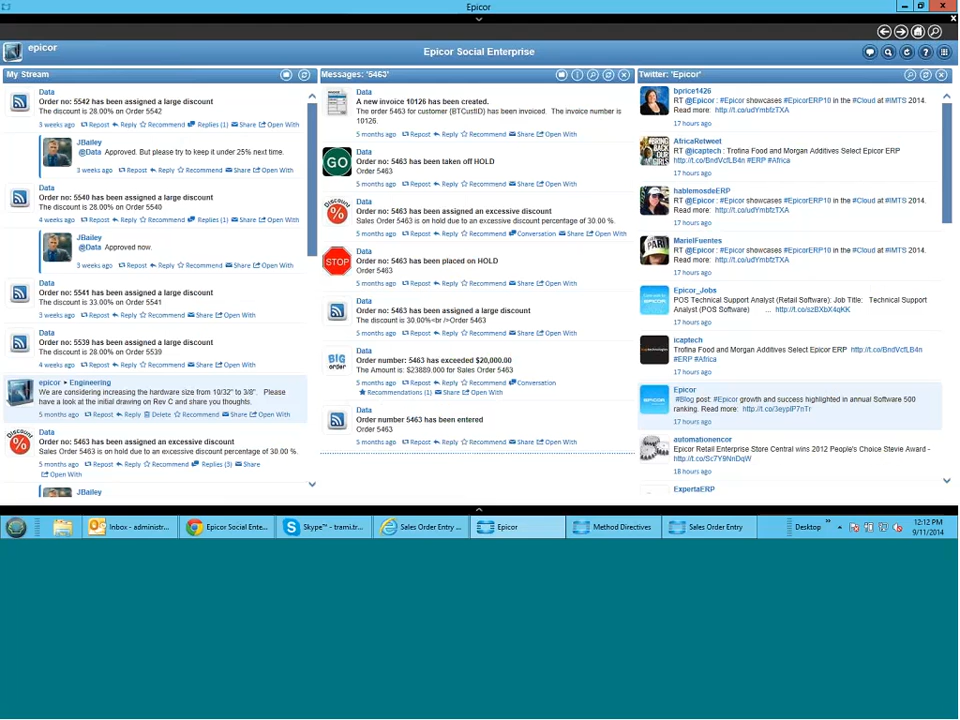 Epicor
epicor
Epicor Social Enterprise
My Stream
Data
Order no: 5542 has been assigned a large discount
The discount is 28.00% on Order 5542
3 weeks ago Repost Reply Recommend Replies (1) Share Open With
JBailey
@Data Approved. But please try to keep it under 25% next time.
3 weeks ago Repost Reply Recommend Share Open With
Data
Order no: 5540 has been assigned a large discount
The discount is 28.00% on Order 5540
4 weeks ago Repost Reply Recommend Replies (1) Share Open With
JBailey
@Data Approved now.
3 weeks ago Repost Reply Recommend Share Open With
Data
Order no: 5541 has been assigned a large discount
The discount is 33.00% on Order 5541
3 weeks ago Repost Reply Recommend Share Open With
Data
Order no: 5539 has been assigned a large discount
The discount is 28.00% on Order 5539
4 weeks ago Repost Reply Recommend Share Open With
epicor ▸ Engineering
We are considering increasing the hardware size from 10/32" to 3/8". Please
have a look at the initial drawing on Rev C and share you thoughts.
5 months ago Repost Reply Delete Recommend Share Open With
Discount
%
Data
Order no: 5463 has been assigned an excessive discount
Sales Order 5463 is on hold due to an excessive discount percentage of 30.00 %.
5 months ago Repost Reply Recommend Replies (3) Share
Open With
JBailey
Messages: '5463'
Data
A new invoice 10126 has been created.
The order 5463 for customer (BTCustID) has been invoiced. The invoice number is
10126.
5 months ago Repost Reply Recommend Share Open With
GO
Data
Order no: 5463 has been taken off HOLD
Order 5463
5 months ago Repost Reply Recommend Share Open With
Discount
%
Data
Order no: 5463 has been assigned an excessive discount
Sales Order 5463 is on hold due to an excessive discount percentage of 30.00 %.
5 months ago Repost Reply Recommend Conversation Share Open With
STOP
Data
Order no: 5463 has been placed on HOLD
Order 5463
5 months ago Repost Reply Recommend Share Open With
Data
Order no: 5463 has been assigned a large discount
The discount is 30.00%<br />Order 5463
5 months ago Repost Reply Recommend Share Open With
BIG
order
Data
Order number: 5463 has exceeded $20,000.00
The Amount is: $23889.000 for Sales Order 5463
5 months ago Repost Reply Recommend Conversation
Recommendations (1) Share Open With
Data
Order number 5463 has been entered
Order number 5463
5 months ago Repost Reply Recommend Share Open With
Twitter: 'Epicor'
bprice1426
RT @Epicor : #Epicor showcases #EpicorERP10 in the #Cloud at #IMTS 2014.
Read more: http://t.co/udYmbfzTXA
17 hours ago
AfricaRetweet
RT @icaptech : Trofina Food and Morgan Additives Select Epicor ERP
http://t.co/BndVcfLB4n #ERP #Africa
17 hours ago
hablemosdeERP
RT @Epicor : #Epicor showcases #EpicorERP10 in the #Cloud at #IMTS 2014.
Read more: http://t.co/udYmbfzTXA
17 hours ago
MarielFuentes
RT @Epicor : #Epicor showcases #EpicorERP10 in the #Cloud at #IMTS 2014.
Read more: http://t.co/udYmbfzTXA
17 hours ago
Epicor_Jobs
POS Technical Support Analyst (Retail Software): Job Title: Technical Support
Analyst (POS Software) ... http://t.co/szBXbX4qKK
17 hours ago
icaptech
Trofina Food and Morgan Additives Select Epicor ERP http://t.co/BndVcfLB4n
#ERP #Africa
17 hours ago
EPICOR
Epicor
#Blog post: #Epicor growth and success highlighted in annual Software 500
ranking. Read more: http://t.co/3eypIP7nTr
17 hours ago
automationencor
Epicor Retail Enterprise Store Central wins 2012 People's Choice Stevie Award -
http://t.co/Sc7Y9NnDqW
18 hours ago
ExpertaERP
Inbox - administr...
Epicor Social Ente...
Skype™ - trami.tr...
Sales Order Entry ...
Epicor
Method Directives
Sales Order Entry
Desktop
12:12 PM
9/11/2014